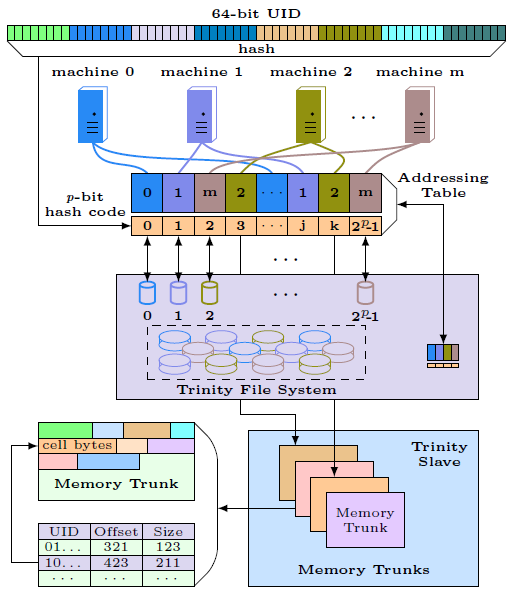 64-bit UID
hash
machine 0 machine 1 machine 2 machine m
...
0 1 m 2 ... 1 2 m
Addressing
Table
p-bit
hash code
0 1 2 3 ... j k 2^p-1
...
0 1 2 ... 2^p-1
Trinity File System
cell bytes
Memory Trunk
Trinity
Slave
Memory
Trunk
Memory Trunks
UID Offset Size
01... 321 123
10... 423 211
... ... ...